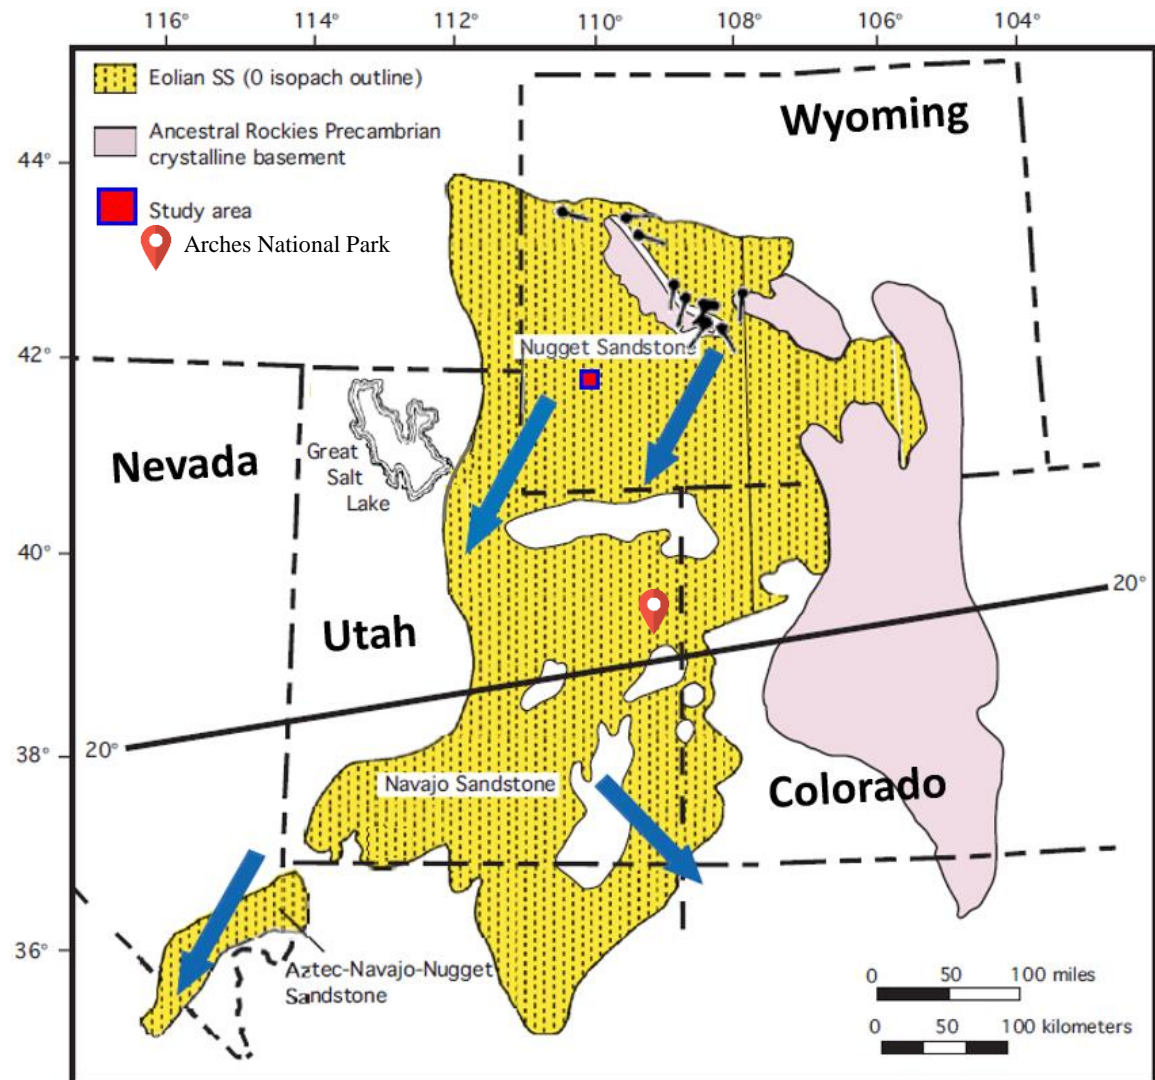 116° 114° 112° 110° 108° 106° 104°
Eolian SS (0 isopach outline)
Wyoming
Ancestral Rockies Precambrian
crystalline basement
44°
Study area
Arches National Park
42°
Nugget Sandstone
Nevada
Great
Salt
Lake
40°
20°
Utah
38°
20°
Navajo Sandstone
Colorado
36°
Aztec-Navajo-Nugget
Sandstone
0 50 100 miles
0 50 100 kilometers